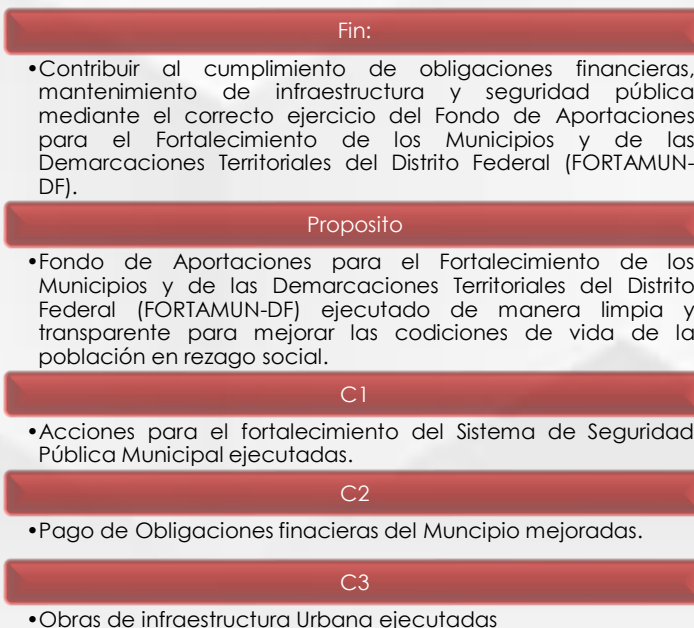 Fin:
•Contribuir al cumplimiento de obligaciones financieras,
mantenimiento de infraestructura y seguridad pública
mediante el correcto ejercicio del Fondo de Aportaciones
para el Fortalecimiento de los Municipios y de las
Demarcaciones Territoriales del Distrito Federal (FORTAMUN-
DF).
Proposito
•Fondo de Aportaciones para el Fortalecimiento de los
Municipios y de las Demarcaciones Territoriales del Distrito
Federal (FORTAMUN-DF) ejecutado de manera limpia y
transparente para mejorar las codiciones de vida de la
población en rezago social.
C1
•Acciones para el fortalecimiento del Sistema de Seguridad
Pública Municipal ejecutadas.
C2
•Pago de Obligaciones finacieras del Muncipio mejoradas.
C3
•Obras de infraestructura Urbana ejecutadas